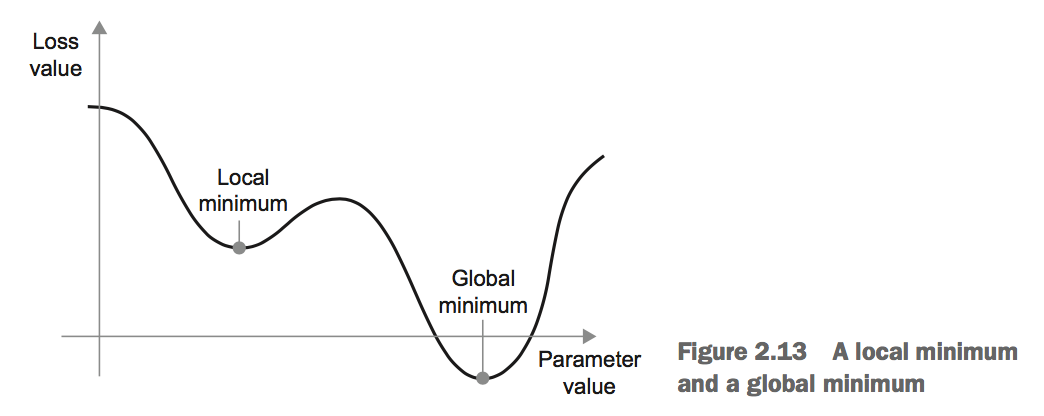 Loss
value
Local
minimum
Global
minimum
Parameter
value
Figure 2.13 A local minimum
and a global minimum